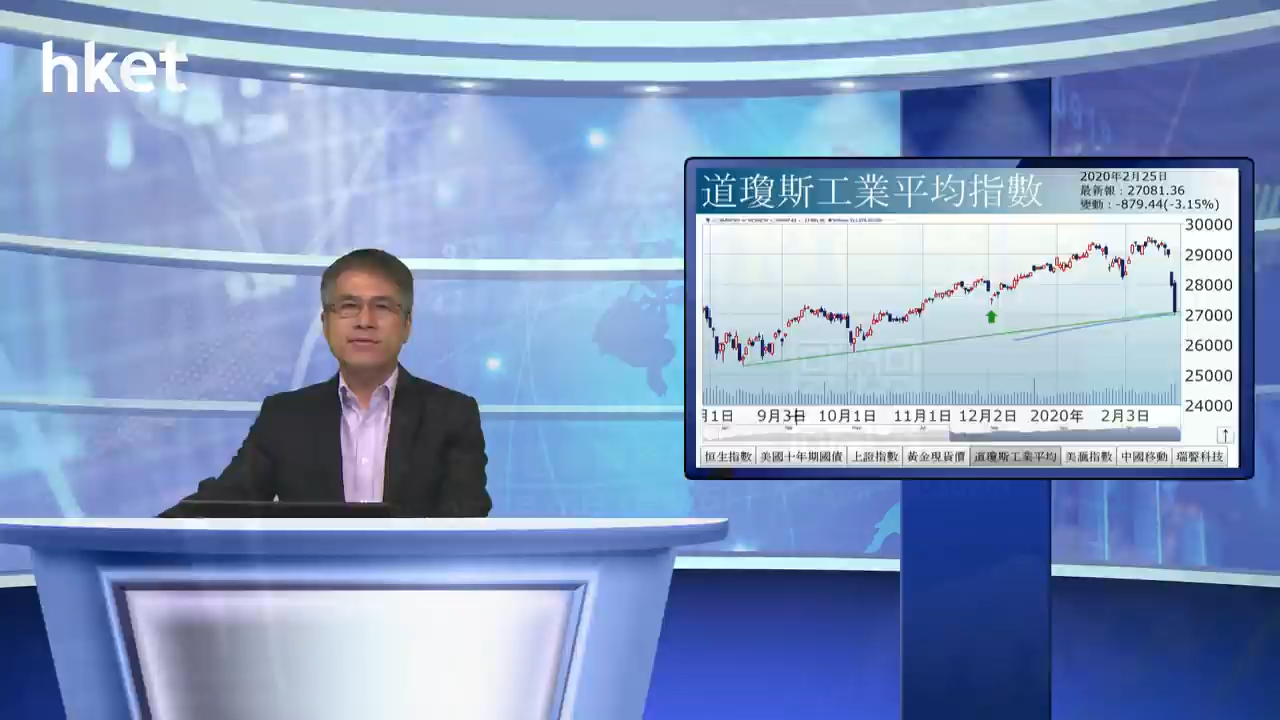 hket
道瓊斯工業平均指數
2020年2月25日
最新報：27081.36
變動：-879.44(-3.15%)
30000
29000
28000
27000
26000
25000
24000
月1日 9月3日 10月1日 11月1日 12月2日 2020年 2月3日
恒生指數 美國十年期國債 上證指數 黃金現貨價 道瓊斯工業平均 美滙指數 中國移動 瑞聲科技